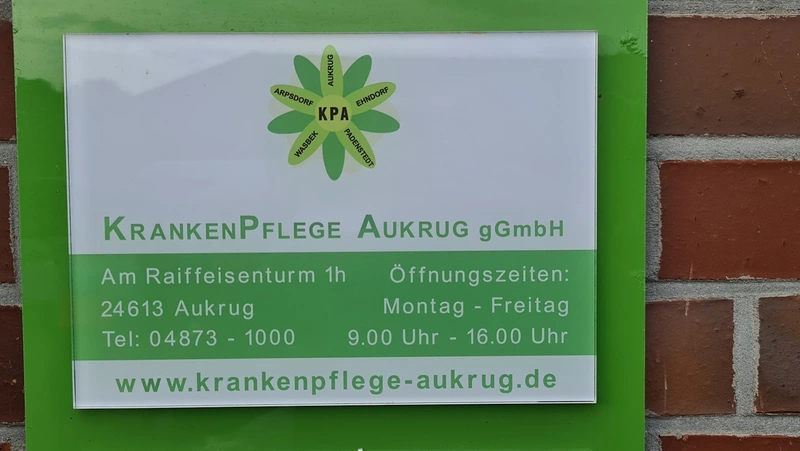 AUKRUG
ARPSDORF
EHNDORF
KPA
WASBEK
PADENSTEDT
KRANKENPFLEGE AUKRUG gGmbH
Am Raiffeisenturm 1h
Öffnungszeiten:
24613 Aukrug
Montag - Freitag
Tel: 04873 - 1000
9.00 Uhr - 16.00 Uhr
www.krankenpflege-aukrug.de